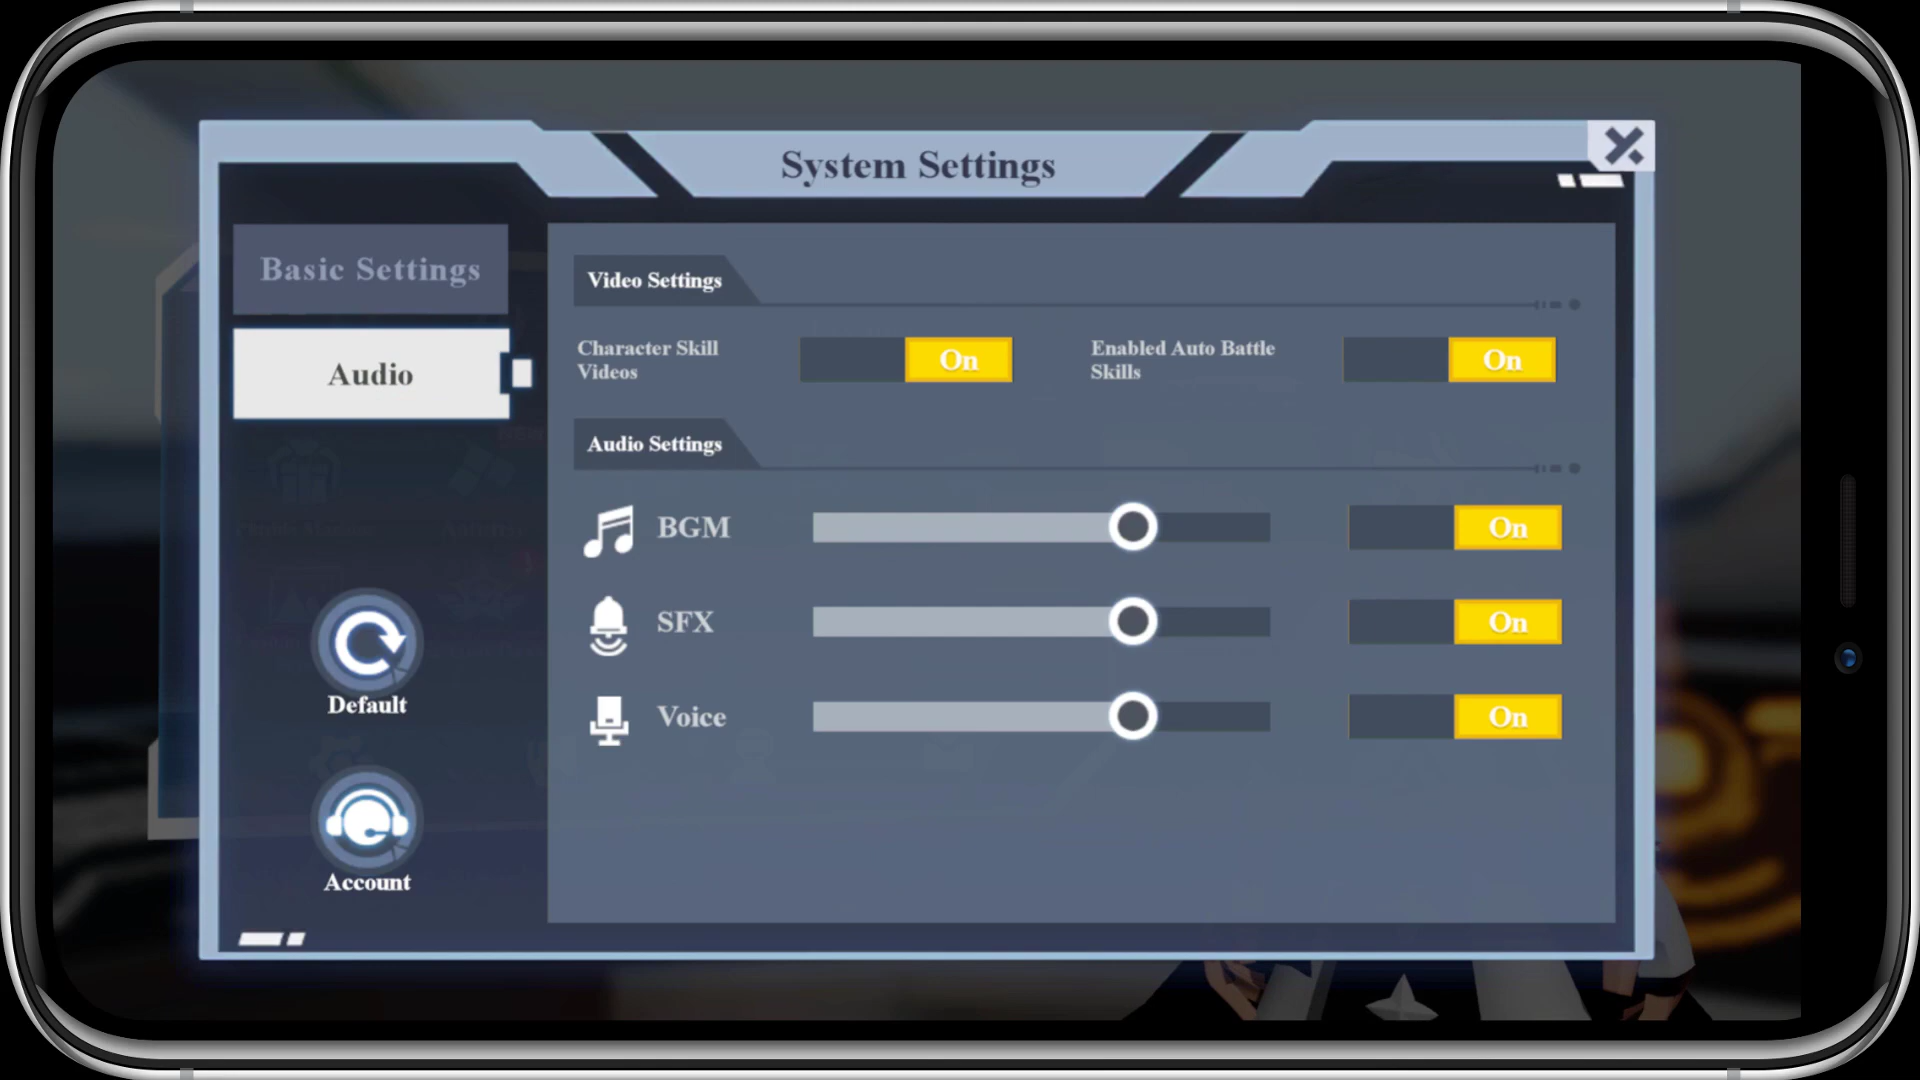 System Settings
Basic Settings
Audio
Default
Account
Video Settings
Character Skill
Videos
On
Enabled Auto Battle
Skills
On
Audio Settings
BGM
On
SFX
On
Voice
On